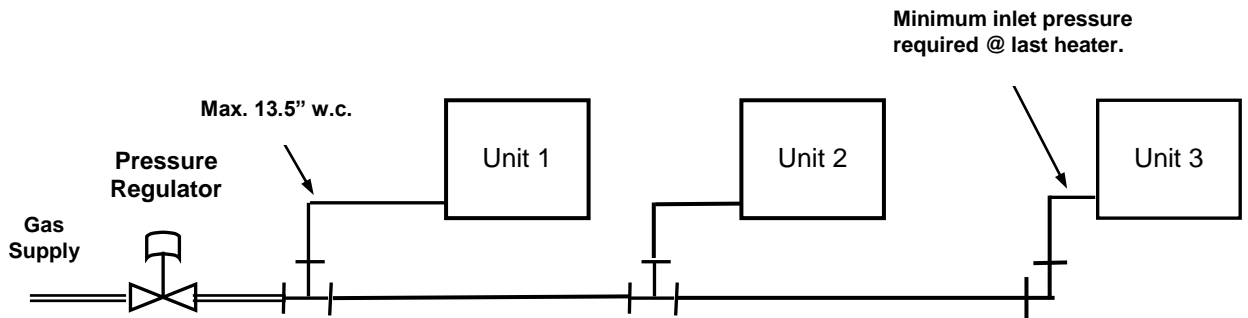 Minimum inlet pressure
required @ last heater.
Max. 13.5” w.c.
Unit 1
Unit 2
Unit 3
Pressure
Regulator
Gas
Supply